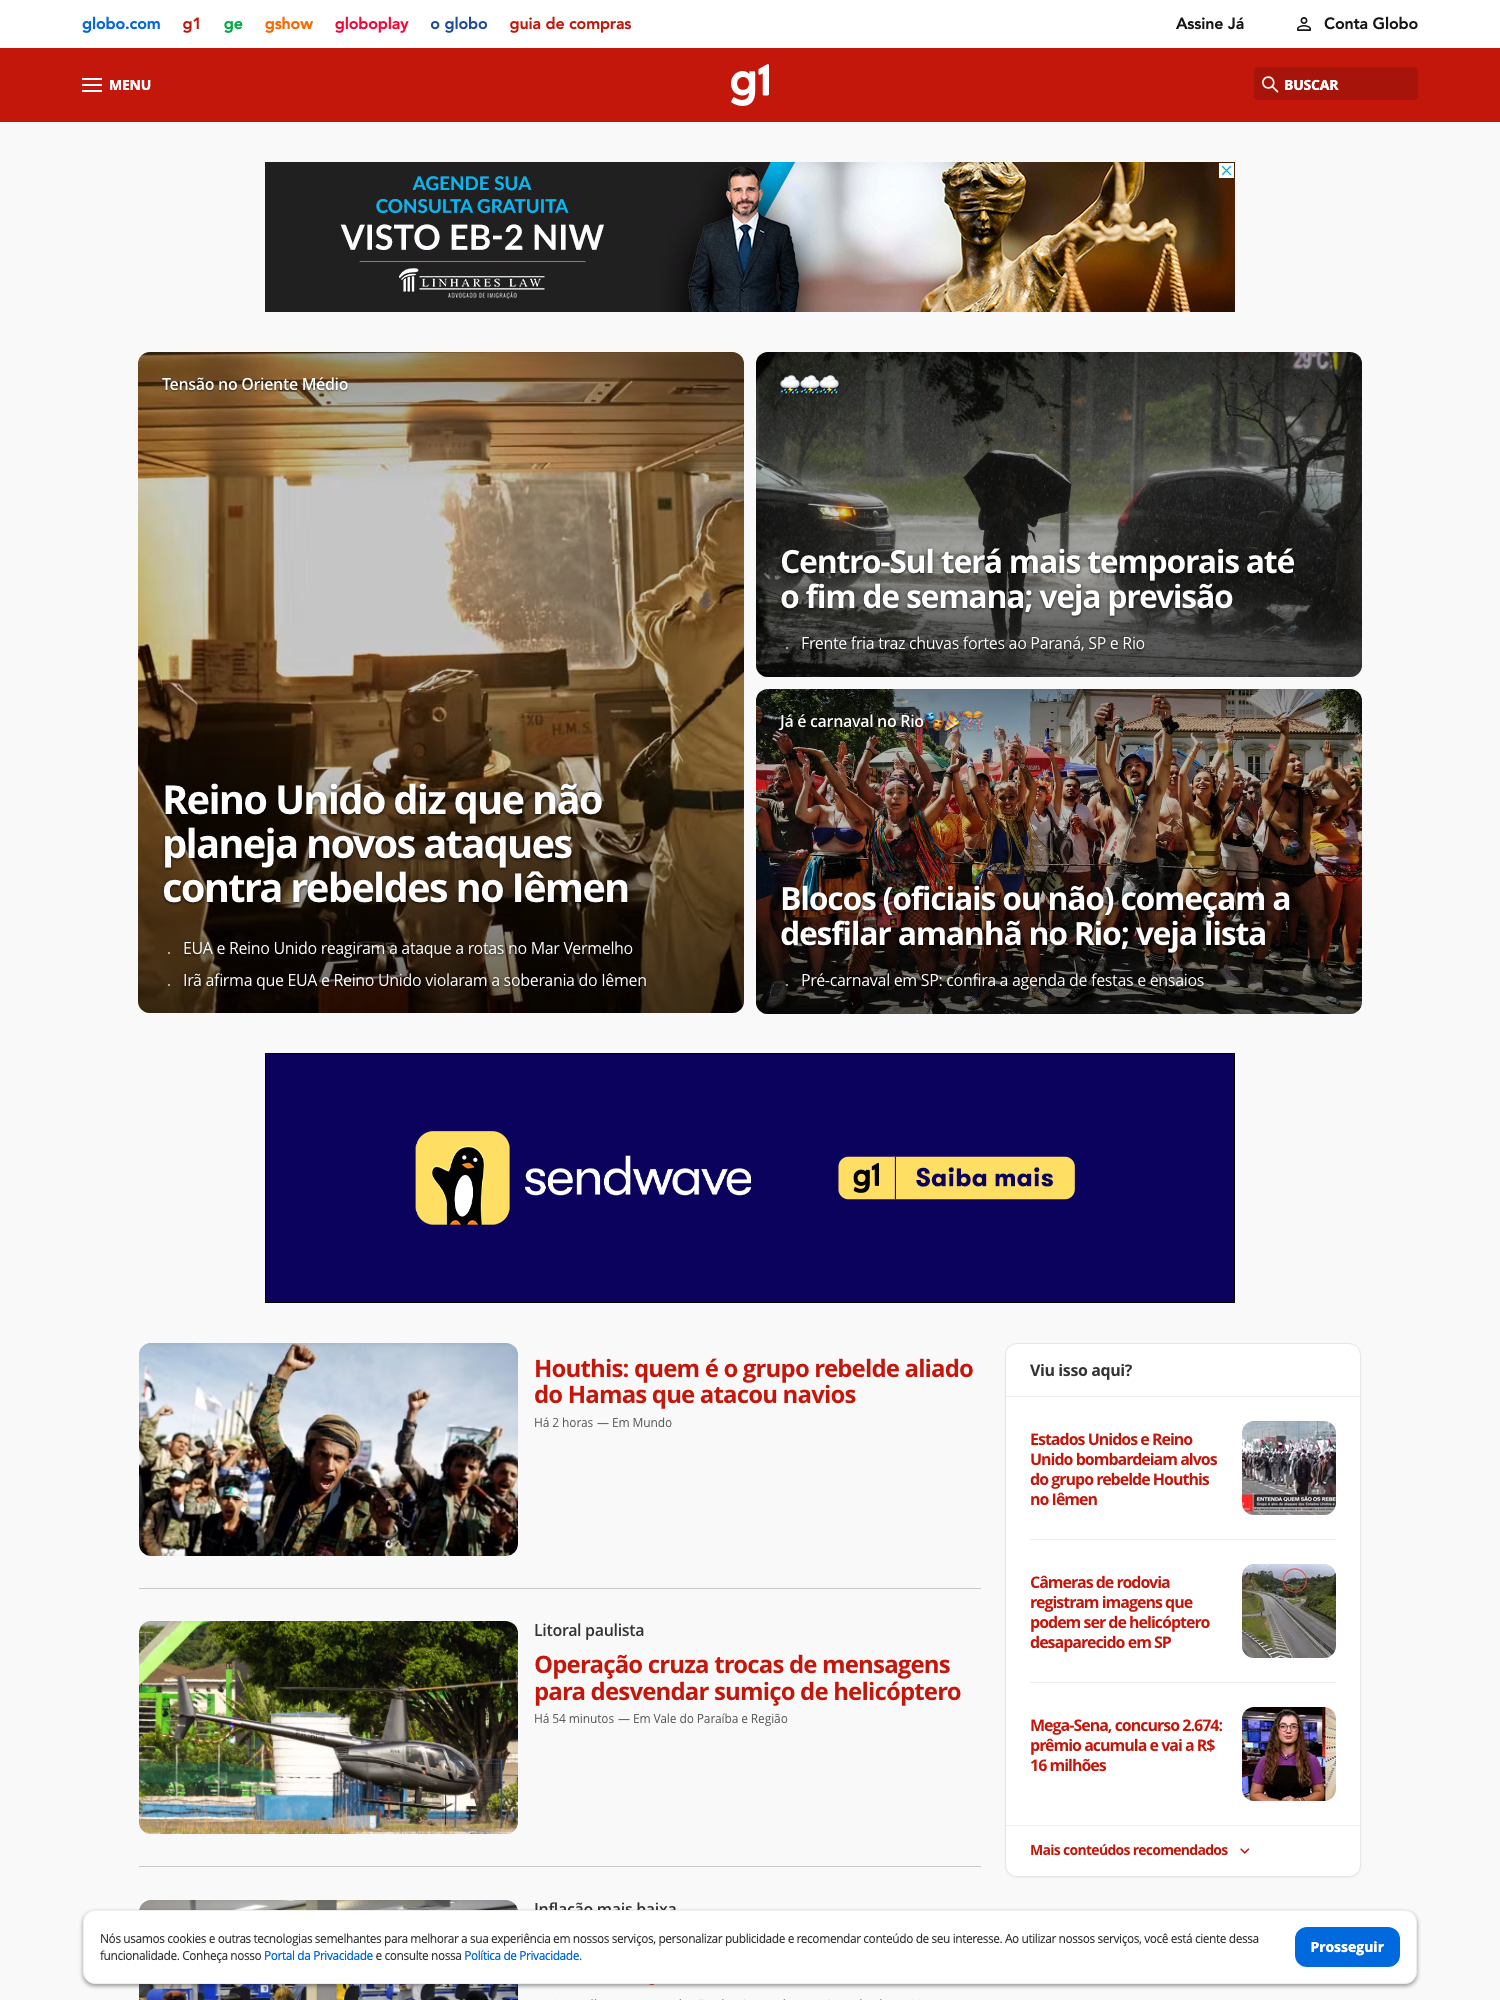 globo.com g1 ge gshow globoplay o globo guia de compras Assine Já Conta Globo
MENU
g1
BUSCAR
AGENDE SUA
CONSULTA GRATUITA
VISTO EB-2 NIW
LINHARES LAW
ADVOGADO DE IMIGRAÇÃO
Tensão no Oriente Médio
H.M.S.
Reino Unido diz que não
planeja novos ataques
contra rebeldes no Iêmen
EUA e Reino Unido reagiram a ataque a rotas no Mar Vermelho
Irã afirma que EUA e Reino Unido violaram a soberania do Iêmen
29°C
Centro-Sul terá mais temporais até
o fim de semana; veja previsão
Frente fria traz chuvas fortes ao Paraná, SP e Rio
Já é carnaval no Rio
Blocos (oficiais ou não) começam a
desfilar amanhã no Rio; veja lista
Pré-carnaval em SP: confira a agenda de festas e ensaios
sendwave
g1 Saiba mais
Houthis: quem é o grupo rebelde aliado
do Hamas que atacou navios
Há 2 horas — Em Mundo
Litoral paulista
Operação cruza trocas de mensagens
para desvendar sumiço de helicóptero
Há 54 minutos — Em Vale do Paraíba e Região
Inflação mais baixa
Viu isso aqui?
Estados Unidos e Reino
Unido bombardeiam alvos
do grupo rebelde Houthis
no Iêmen
ENTENDA QUEM SÃO OS REBE
Câmeras de rodovia
registram imagens que
podem ser de helicóptero
desaparecido em SP
Mega-Sena, concurso 2.674:
prêmio acumula e vai a R$
16 milhões
Mais conteúdos recomendados
Nós usamos cookies e outras tecnologias semelhantes para melhorar a sua experiência em nossos serviços, personalizar publicidade e recomendar conteúdo de seu interesse. Ao utilizar nossos serviços, você está ciente dessa
funcionalidade. Conheça nosso Portal da Privacidade e consulte nossa Política de Privacidade.
Prosseguir